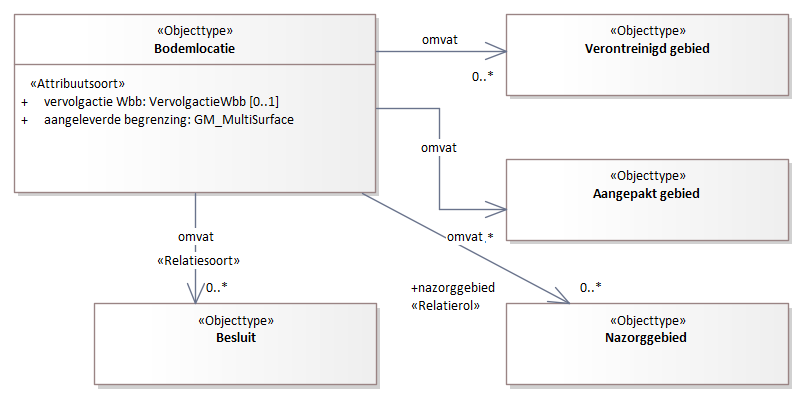 «Objecttype»
Bodemlocatie
«Attribuutsoort»
+ vervolgactie Wbb: VervolgactieWbb [0..1]
+ aangeleverde begrenzing: GM_MultiSurface
omvat
0..*
«Objecttype»
Verontreinigd gebied
omvat
«Objecttype»
Aangepakt gebied
omvat
«Relatiesoort»
0..*
omvat.*
+nazorggebied
«Relatierol»
0..*
«Objecttype»
Besluit
«Objecttype»
Nazorggebied